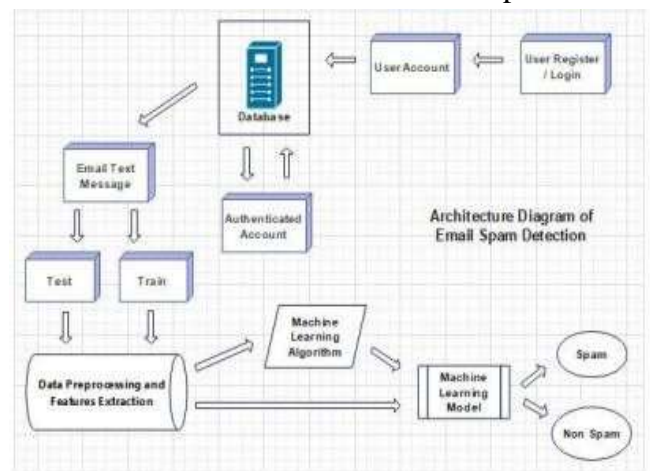 User Register
/ Login
User Account
Database
Email Text
Message
Authenticated
Account
Architecture Diagram of
Email Spam Detection
Test
Train
Machine
Learning
Algorithm
Data Preprocessing and
Features Extraction
Machine
Learning
Model
Spam
Non Spam